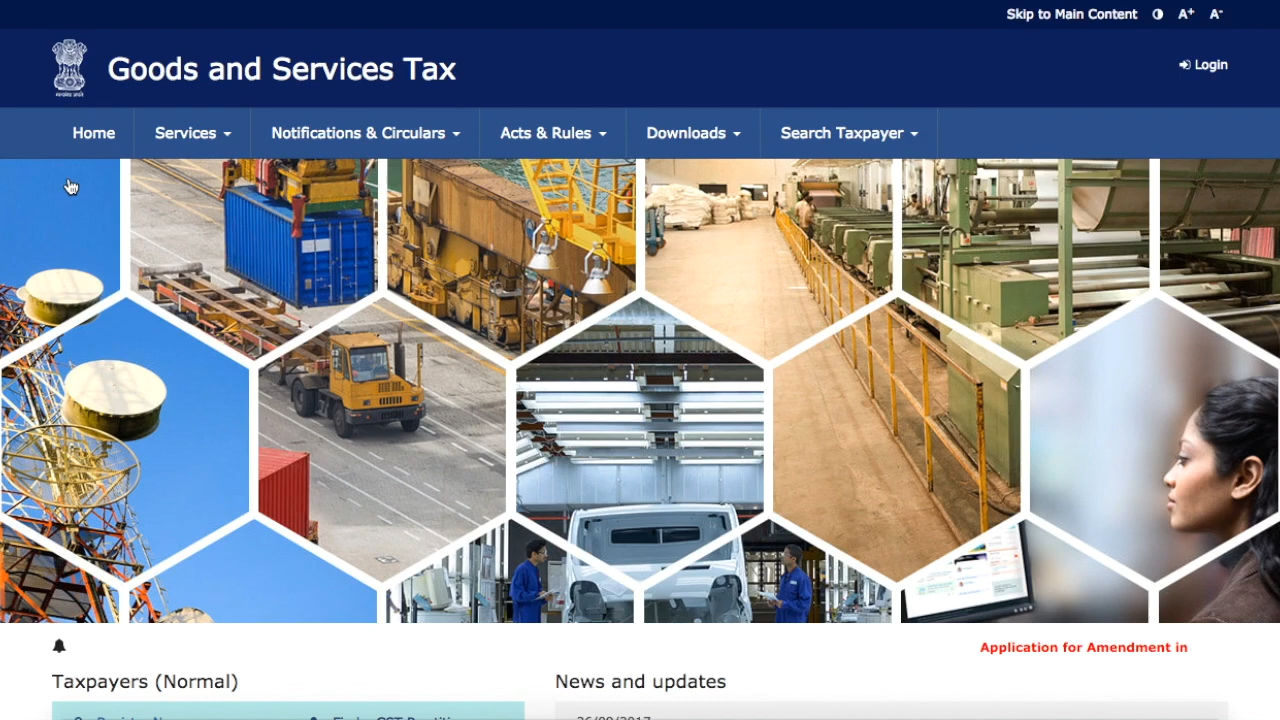 Skip to Main Content A+ A-
Goods and Services Tax
Login
Home Services Notifications & Circulars Acts & Rules Downloads Search Taxpayer
Application for Amendment in
Taxpayers (Normal) News and updates